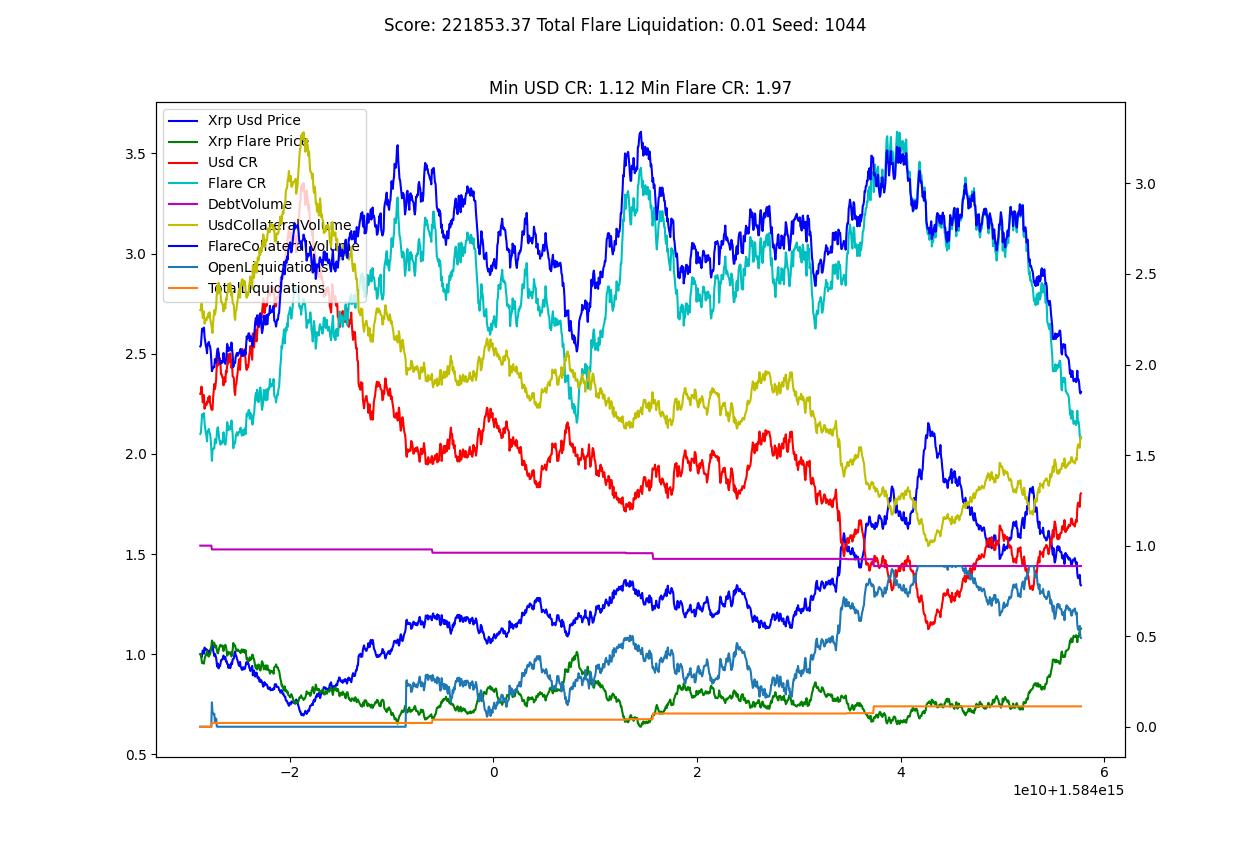 Score: 221853.37 Total Flare Liquidation: 0.01 Seed: 1044
Min USD CR: 1.12 Min Flare CR: 1.97
Xrp Usd Price
Xrp Flare Price
Usd CR
Flare CR
DebtVolume
UsdCollateralVolume
FlareCollateralVolume
OpenLiquidations
TotalLiquidations
3.5
3.0
2.5
2.0
1.5
1.0
0.5
3.0
2.5
2.0
1.5
1.0
0.5
0.0
−2
0
2
4
6
1e10+1.584e15